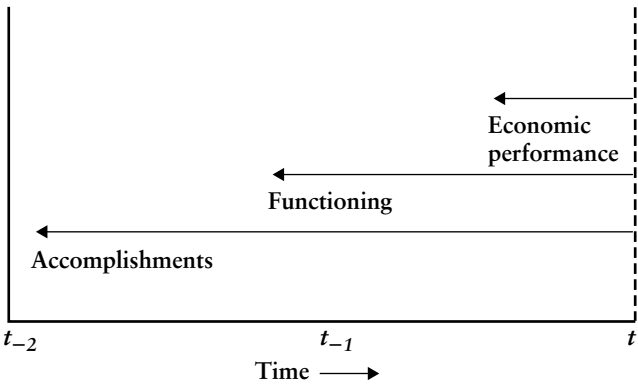 Economic
performance
Functioning
Accomplishments
t−2
t−1
t
Time